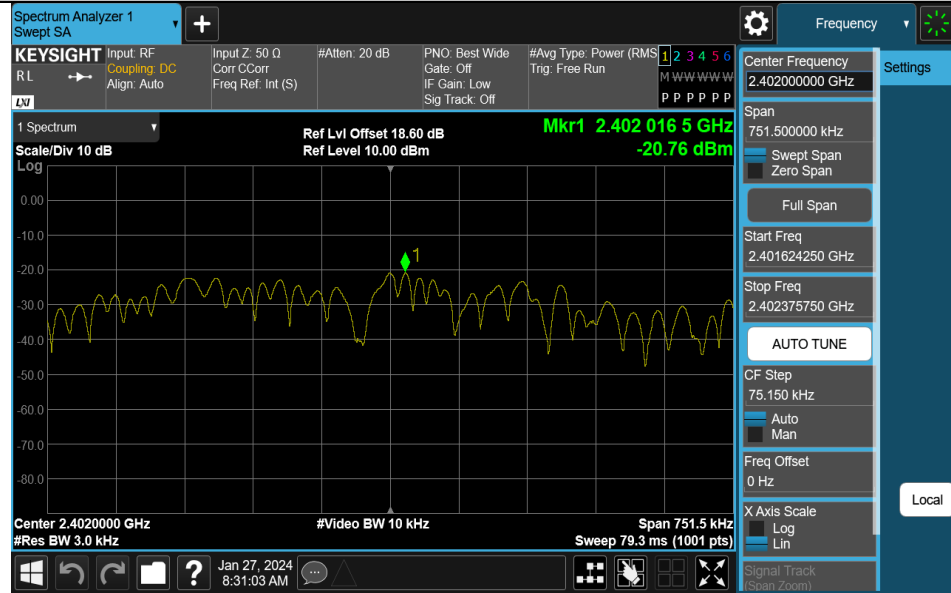 Spectrum Analyzer 1
Swept SA
+
Frequency
KEYSIGHT
RL
LXI
Input: RF
Coupling: DC
Align: Auto
Input Z: 50 Ω
Corr CCorr
Freq Ref: Int (S)
#Atten: 20 dB
PNO: Best Wide
Gate: Off
IF Gain: Low
Sig Track: Off
#Avg Type: Power (RMS
Trig: Free Run
1 2 3 4 5 6
M W W W W W
P P P P P P
1 Spectrum
Scale/Div 10 dB
Log
Ref Lvl Offset 18.60 dB
Ref Level 10.00 dBm
Mkr1 2.402 016 5 GHz
-20.76 dBm
0.00
-10.0
-20.0
-30.0
-40.0
-50.0
-60.0
-70.0
-80.0
1
Center 2.4020000 GHz
#Res BW 3.0 kHz
#Video BW 10 kHz
Span 751.5 kHz
Sweep 79.3 ms (1001 pts)
?
Jan 27, 2024
8:31:03 AM
Center Frequency
2.402000000 GHz
Span
751.500000 kHz
Swept Span
Zero Span
Full Span
Start Freq
2.401624250 GHz
Stop Freq
2.402375750 GHz
AUTO TUNE
CF Step
75.150 kHz
Auto
Man
Freq Offset
0 Hz
X Axis Scale
Log
Lin
Signal Track
(Span Zoom)
Settings
Local